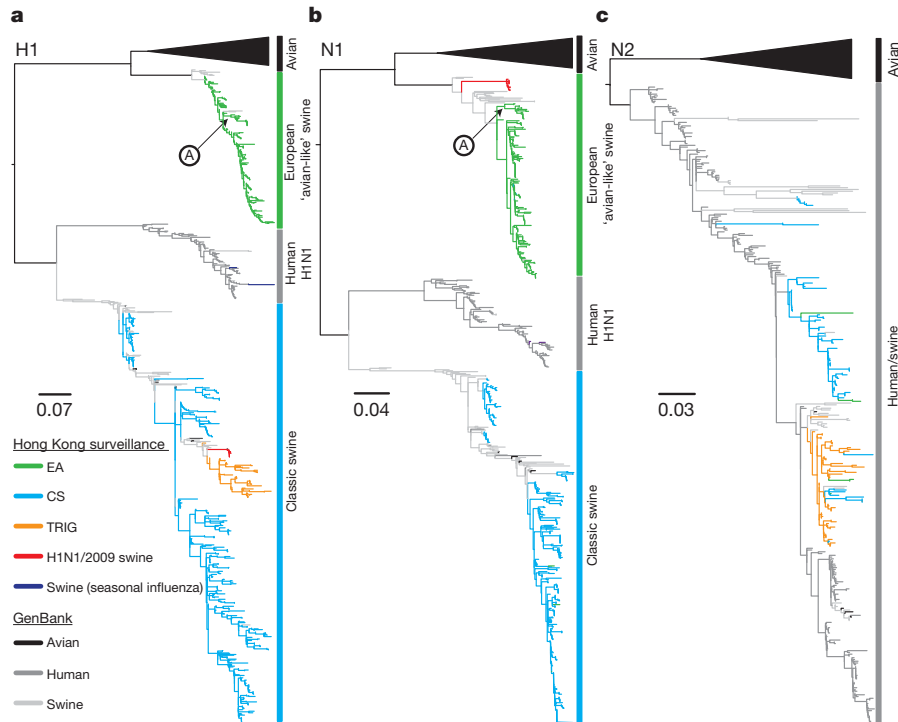 a
H1
Avian
European
'avian-like' swine
Human
H1N1
Classic swine
A
0.07
Hong Kong surveillance
EA
CS
TRIG
H1N1/2009 swine
Swine (seasonal influenza)
GenBank
Avian
Human
Swine
b
N1
Avian
European
'avian-like' swine
Human
H1N1
Classic swine
A
0.04
c
N2
Avian
Human/swine
0.03